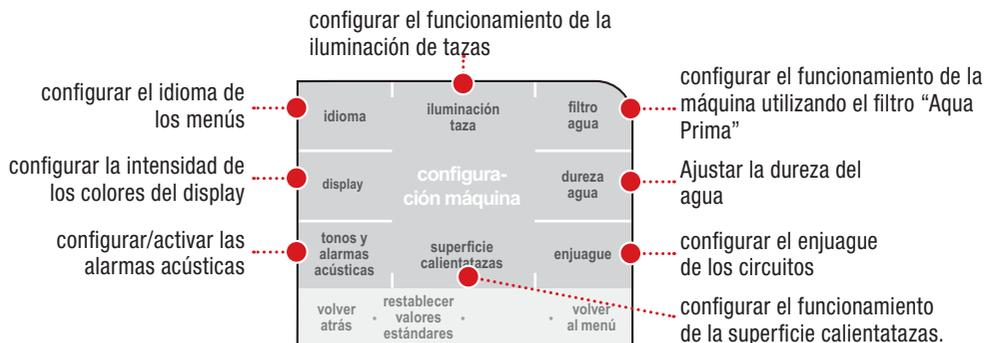 configurar el funcionamiento de la
iluminación de tazas
configurar el idioma de
los menús
configurar la intensidad de
los colores del display
configurar/activar las
alarmas acústicas
idioma
iluminación
taza
filtro
agua
display
configura-
ción máquina
dureza
agua
tonos y
alarmas
acústicas
superficie
calientatazas
enjuague
volver
atrás
restablecer
valores
estándares
volver
al menú
configurar el funcionamiento de la
máquina utilizando el filtro “Aqua
Prima”
Ajustar la dureza del
agua
configurar el enjuague
de los circuitos
configurar el funcionamiento
de la superficie calientatazas.